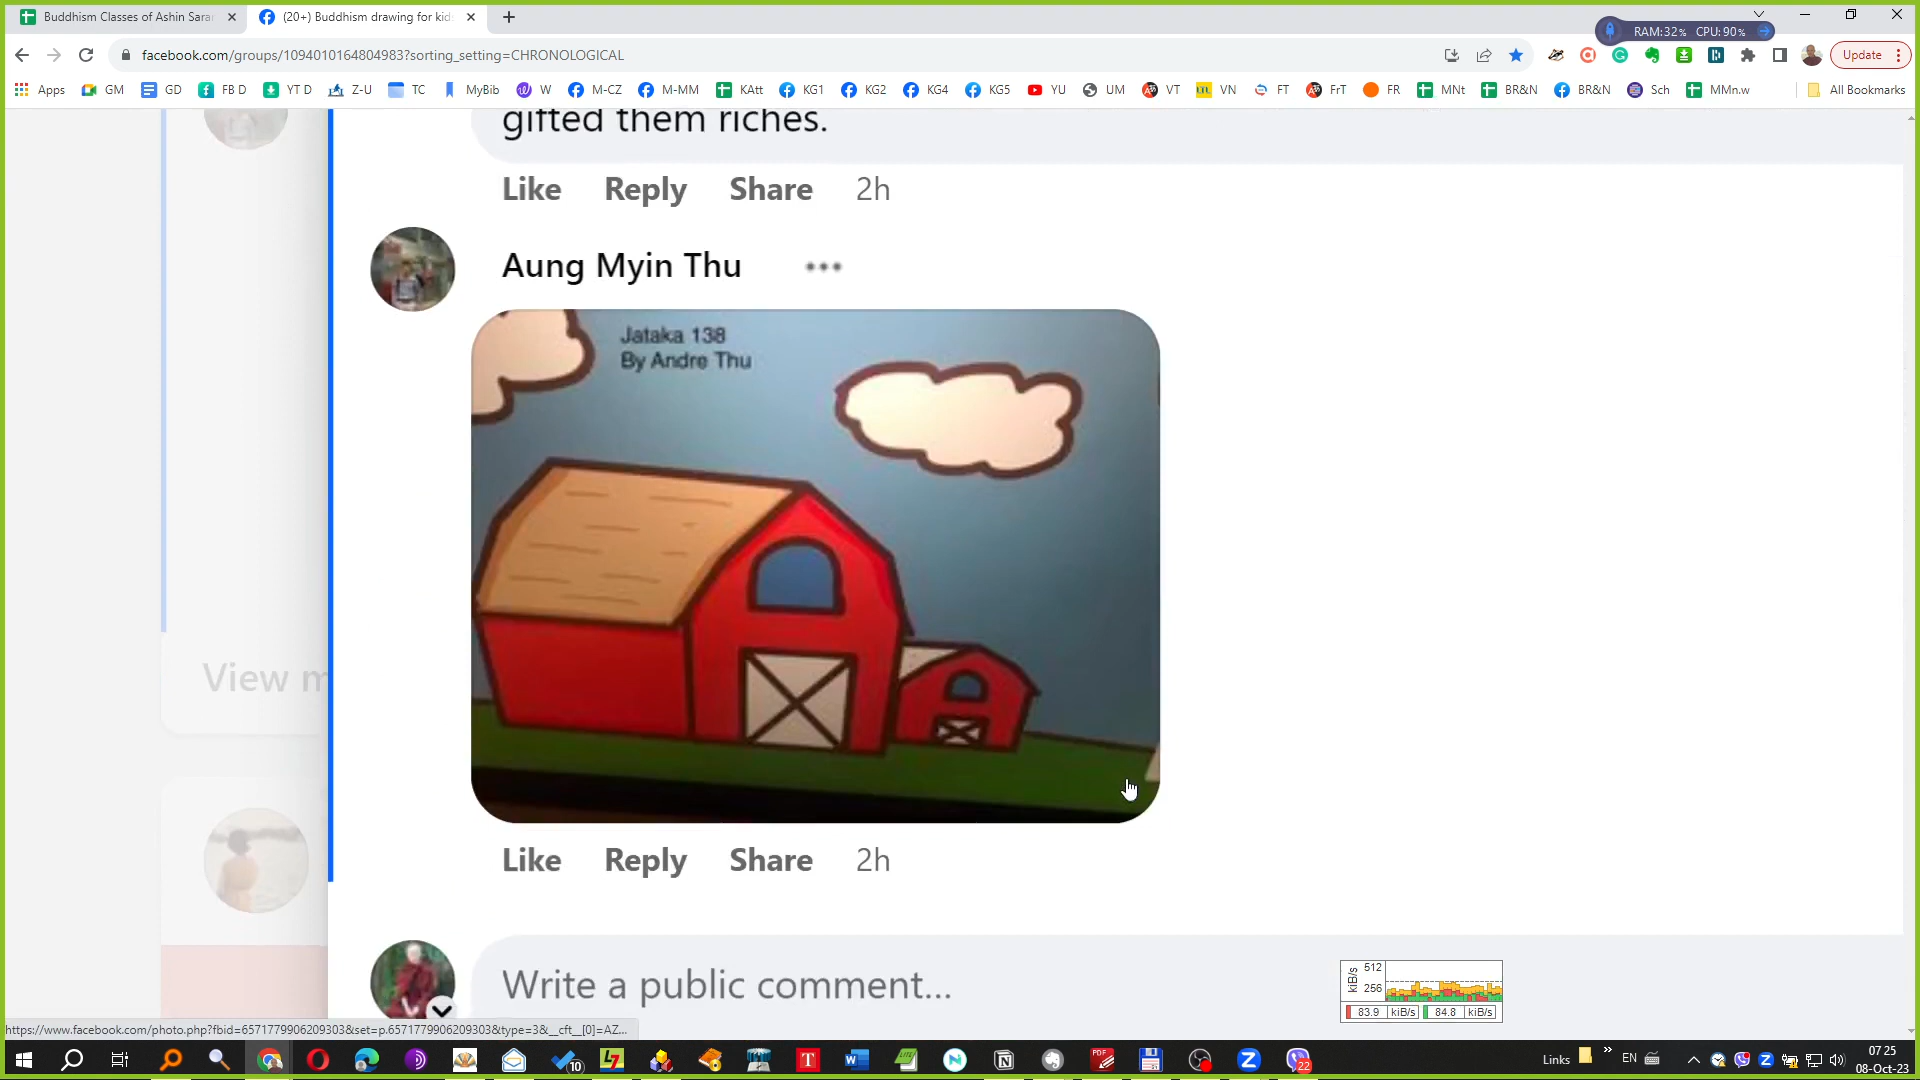 Buddhism Classes of Ashin Sarar
(20+) Buddhism drawing for kids
RAM:32% CPU:90%
facebook.com/groups/1094010164804983?sorting_setting=CHRONOLOGICAL
Update
Apps GM GD FB D YT D Z-U TC MyBib W M-CZ M-MM KAtt KG1 KG2 KG4 KG5 YU UM VT VN FT FrT FR MNt BR&N BR&N Sch MMn.w All Bookmarks
gifted them riches.
Like Reply Share 2h
Aung Myin Thu
Jataka 138
By Andre Thu
View m
Like Reply Share 2h
Write a public comment...
kiB/s 512
256
83.9 kiB/s 84.8 kiB/s
https://www.facebook.com/photo.php?fbid=6571779906209303&set=p.6571779906209303&type=3&__cft__[0]=AZ...
10
22
Links
EN
07 25
08-Oct-23